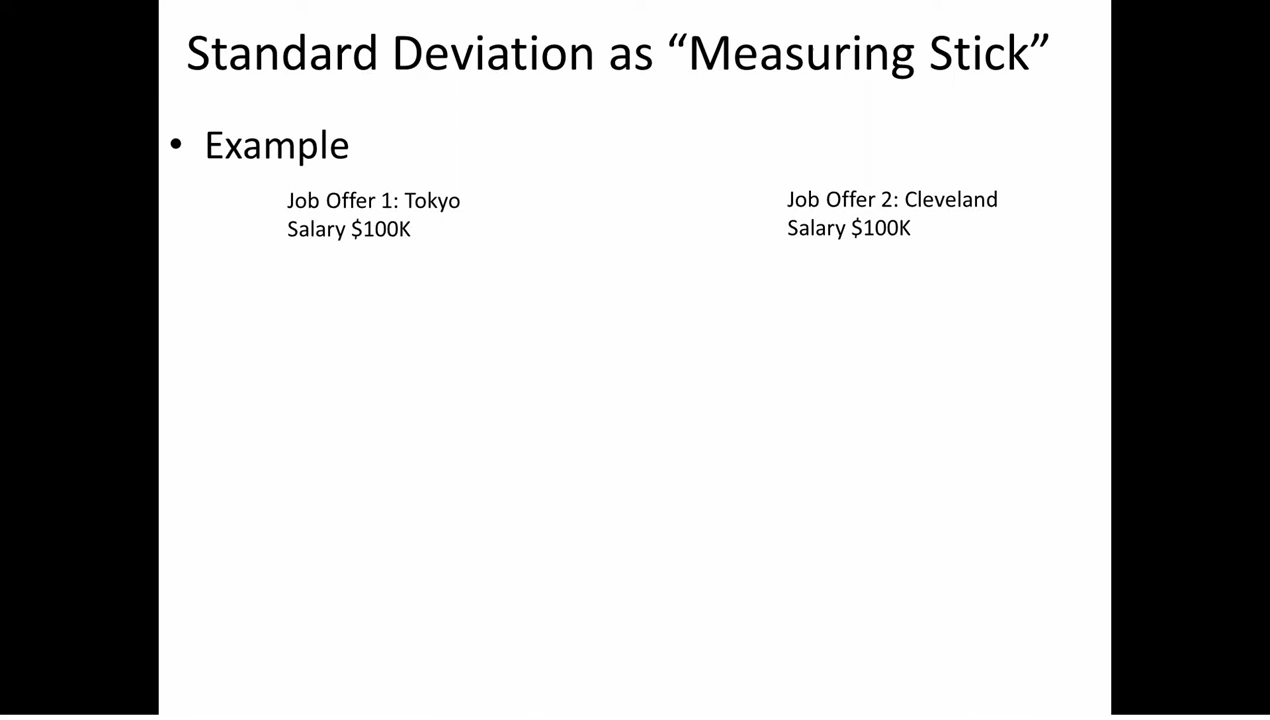 Standard Deviation as “Measuring Stick”
• Example
Job Offer 1: Tokyo
Salary $100K
Job Offer 2: Cleveland
Salary $100K